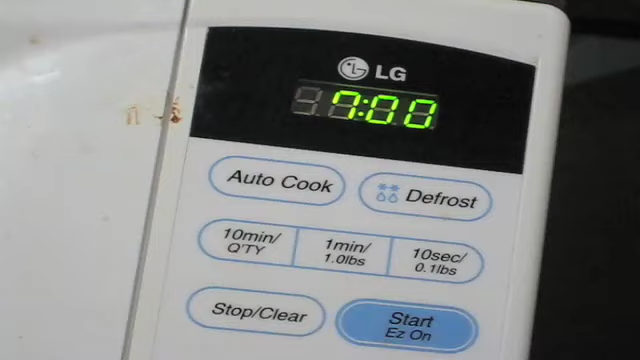 LG
7:00
Auto Cook
Defrost
10min/
Q'TY
1min/
1.0lbs
10sec/
0.1lbs
Stop/Clear
Start
Ez On